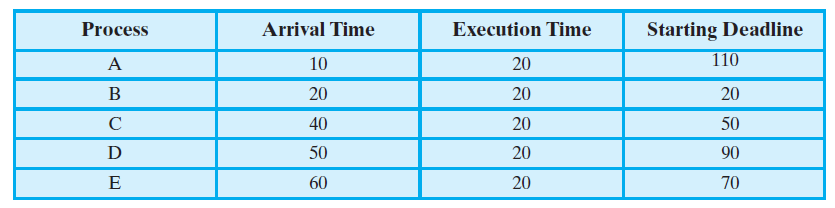 Process Arrival Time Execution Time Starting Deadline
A 10 20 110
B 20 20 20
C 40 20 50
D 50 20 90
E 60 20 70